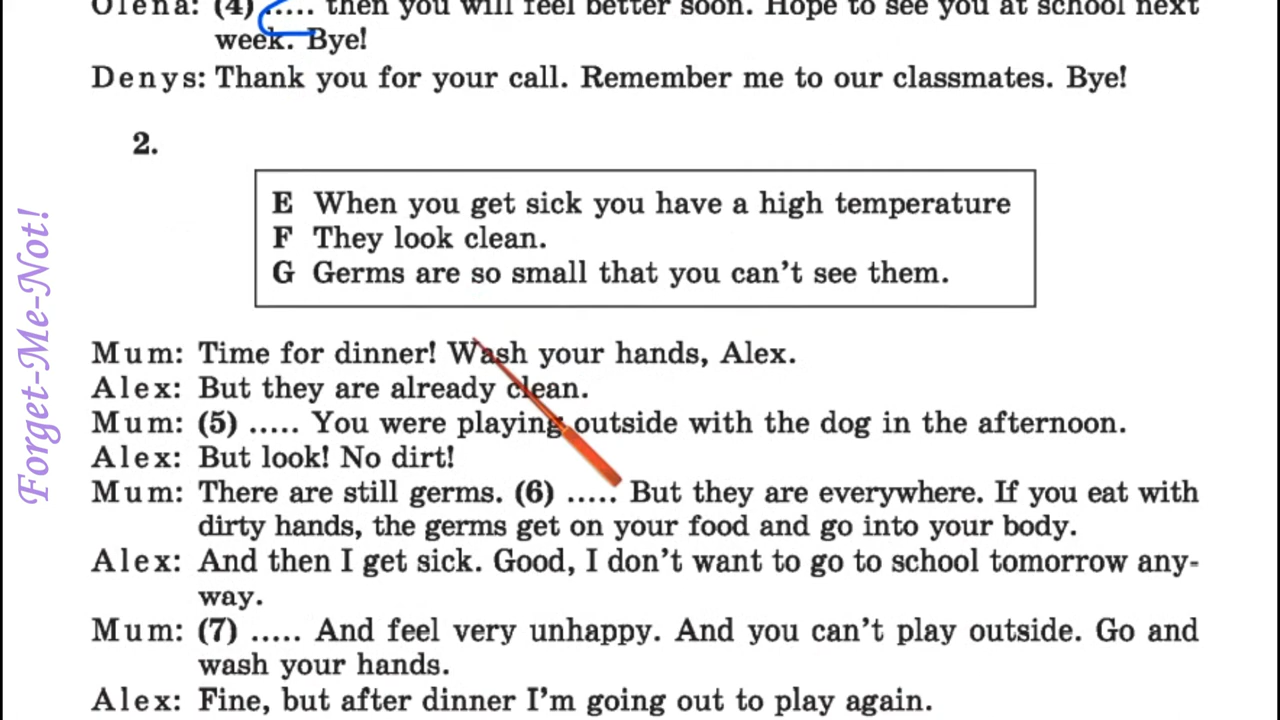 Olena: (4) ..... then you will feel better soon. Hope to see you at school next
week. Bye!
Denys: Thank you for your call. Remember me to our classmates. Bye!
2.
E When you get sick you have a high temperature
F They look clean.
G Germs are so small that you can't see them.
Forget-Me-Not!
Mum: Time for dinner! Wash your hands, Alex.
Alex: But they are already clean.
Mum: (5) ..... You were playing outside with the dog in the afternoon.
Alex: But look! No dirt!
Mum: There are still germs. (6) ..... But they are everywhere. If you eat with
dirty hands, the germs get on your food and go into your body.
Alex: And then I get sick. Good, I don't want to go to school tomorrow any-
way.
Mum: (7) ..... And feel very unhappy. And you can't play outside. Go and
wash your hands.
Alex: Fine, but after dinner I'm going out to play again.